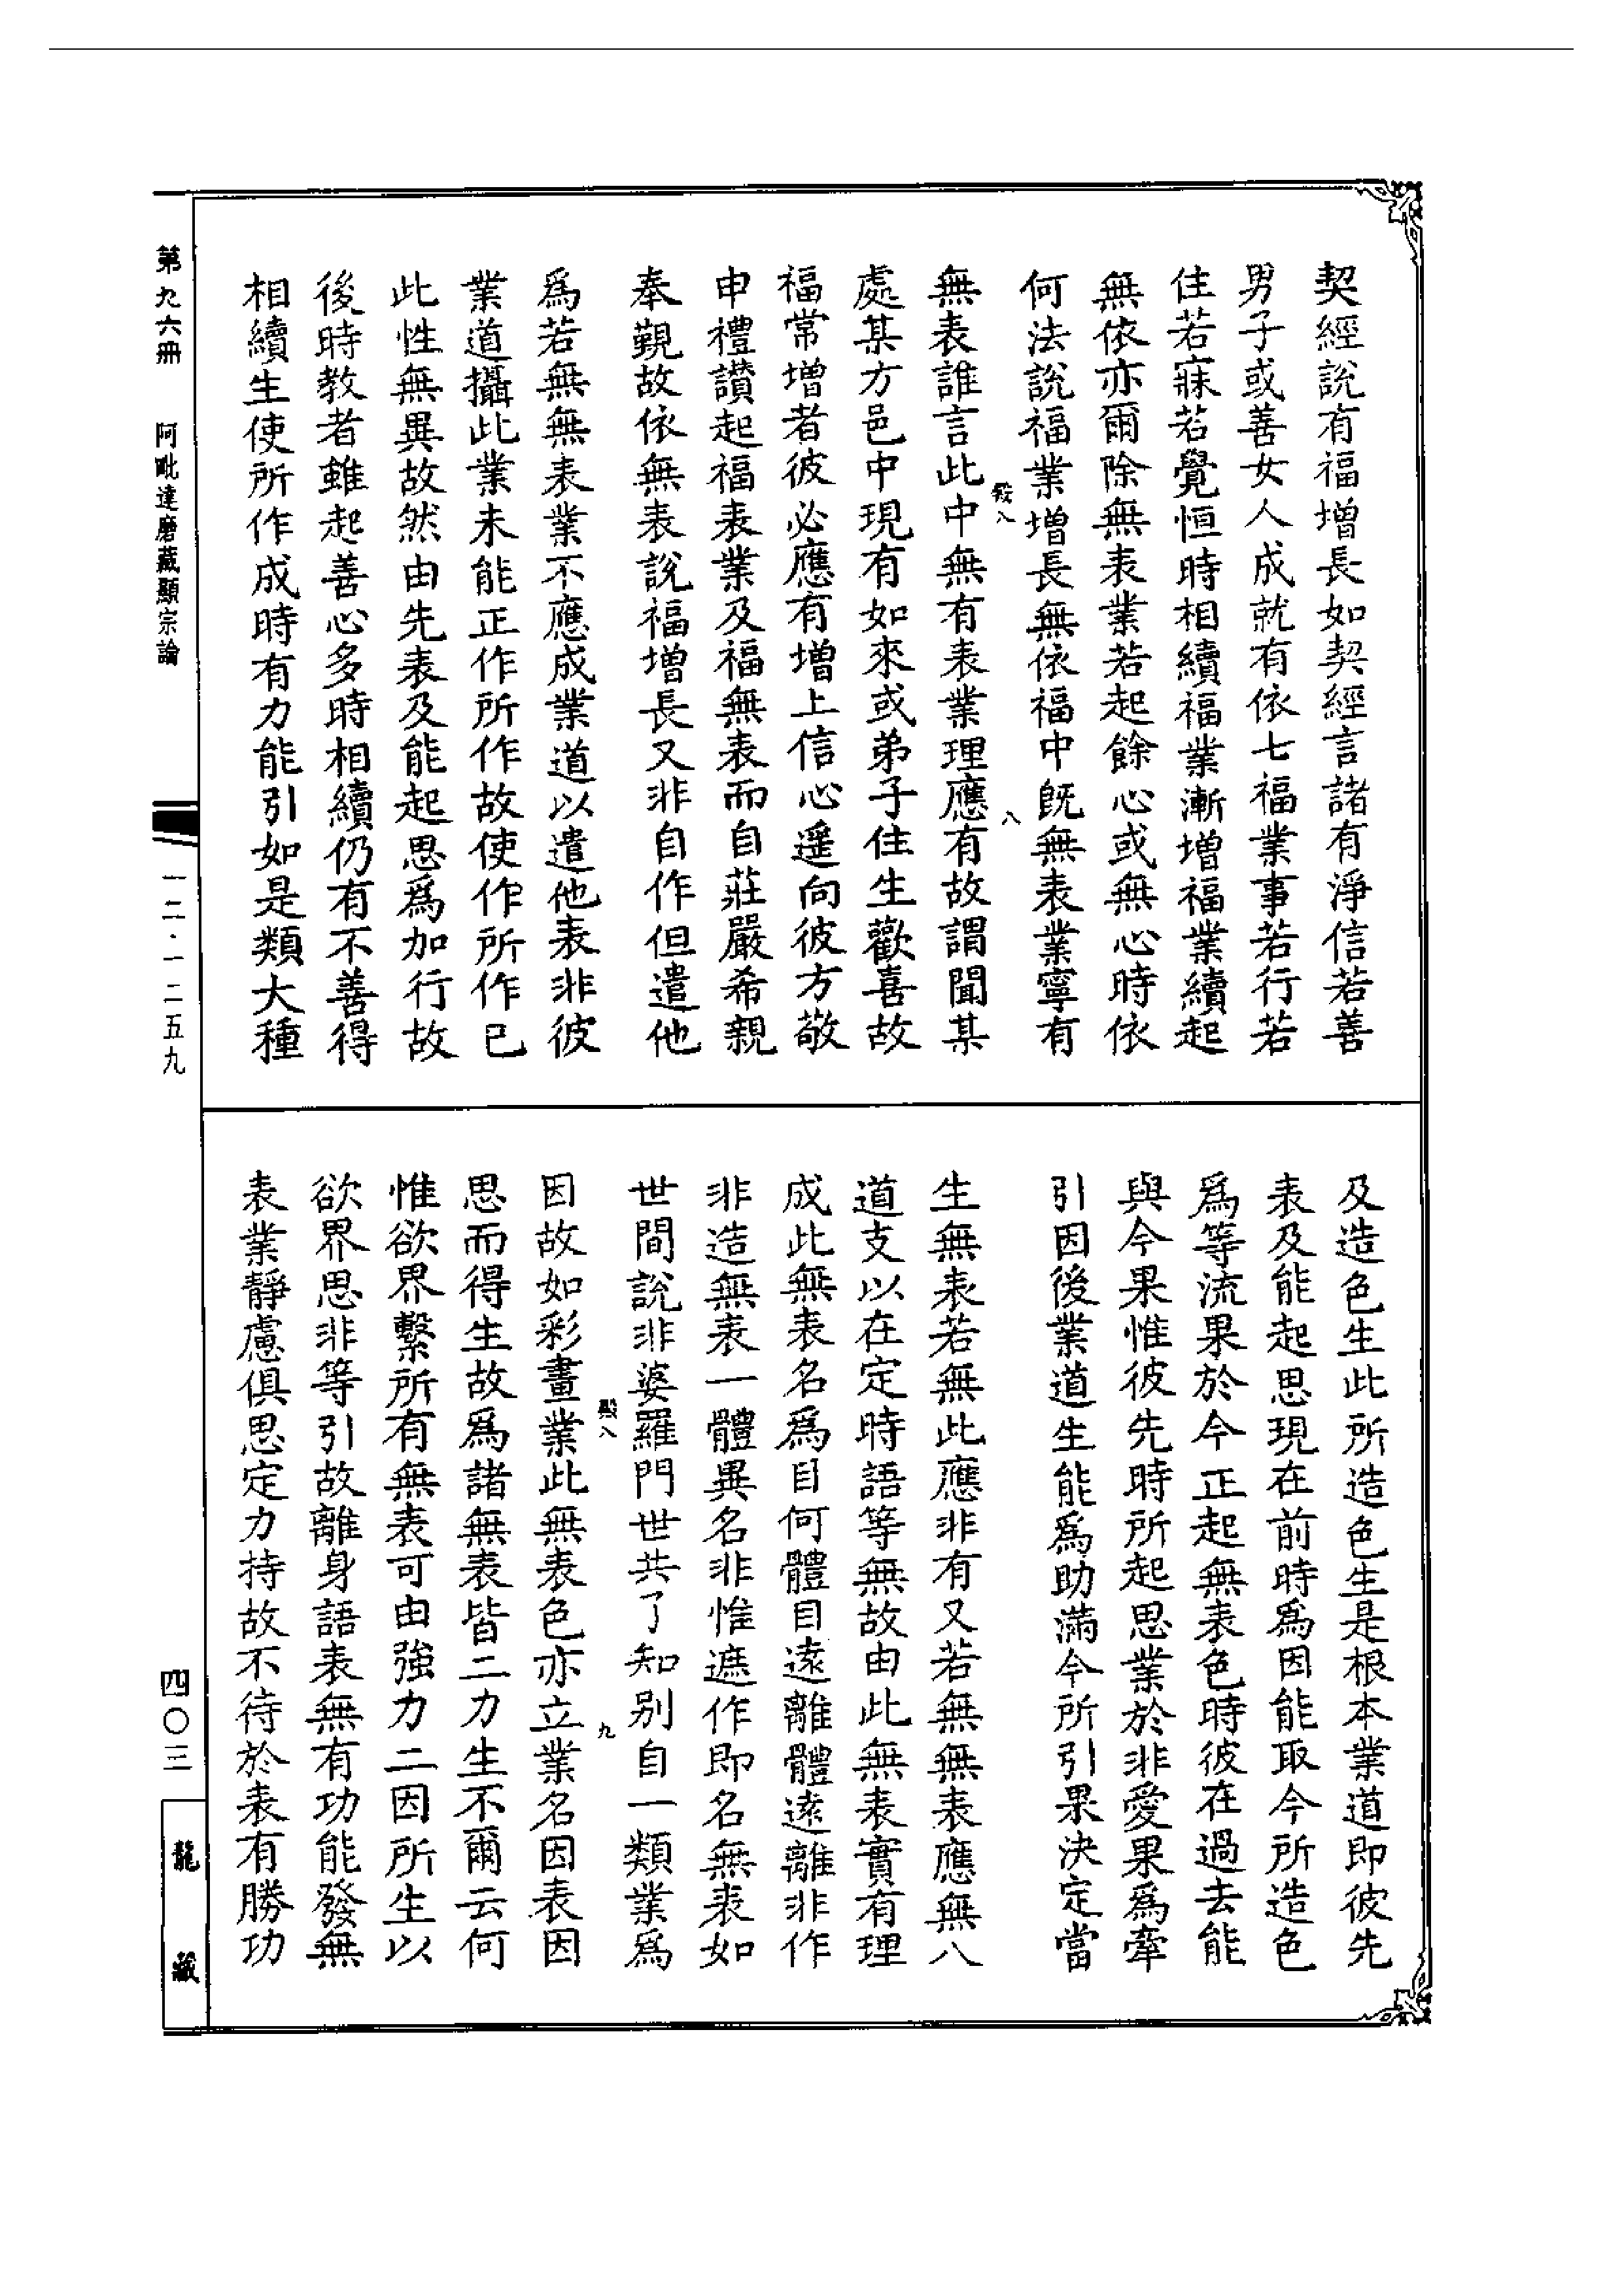 契經說有福增長如契經言諸有淨信若善
男子或善女人成就有依七福業事若行若
住若寐若覺恒時相續福業漸增福業續起
無依亦爾除無表業若起餘心或無心時依
何法說福業增長無依福中既無表業寧有
殿八
八
無表誰言此中無有表業理應有故謂聞某
處某方邑中現有如來或弟子住生歡喜故
福常增者彼必應有增上信心遥向彼方敬
申禮讚起福表業及福無表而自莊嚴希親
奉覲故依無表說福增長又非自作但遣他
爲若無無表業不應成業道以遣他表非彼
業道攝此業未能正作所作故使作所作已
此性無異故然由先表及能起思爲加行故
後時教者雖起善心多時相續仍有不善得
相續生使所作成時有力能引如是類大種
及造色生此所造色生是根本業道即彼先
表及能起思現在前時爲因能取今所造色
爲等流果於今正起無表色時彼在過去能
與今果惟彼先時所起思業於非愛果爲牽
引因後業道生能爲助滿今所引果決定當
生無表若無此應非有又若無無表應無八
道支以在定時語等無故由此無表實有理
成此無表名爲目何體目遠離體遠離非作
非造無表一體異名非惟遮作即名無表如
世間說非婆羅門世共了知別自一類業爲
殿八
九
因故如彩畫業此無表色亦立業名因表因
思而得生故爲諸無表皆二力生不爾云何
惟欲界繫所有無表可由強力二因所生以
欲界思非等引故離身語表無有功能發無
表業靜慮俱思定力持故不待於表有勝功
第九六冊
阿毗達磨藏顯宗論
一二·一二五九
四〇三
龍藏